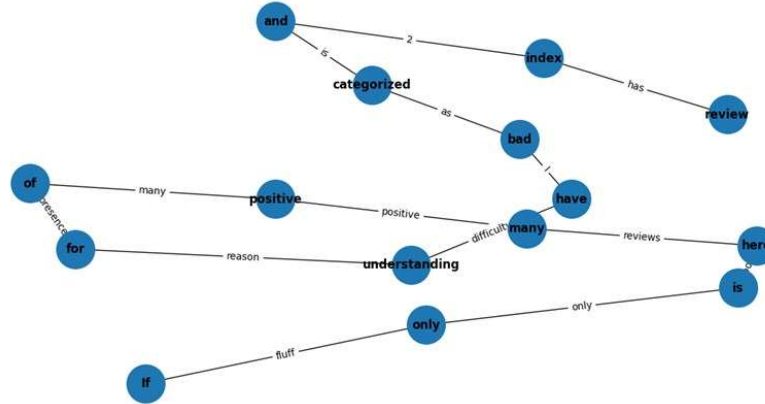 and
2
is
index
categorized
has
as
review
bad
I
of
many
positive
have
presence
positive
many
difficulty
for
reviews
here
reason
understanding
is
only
only
fluff
If